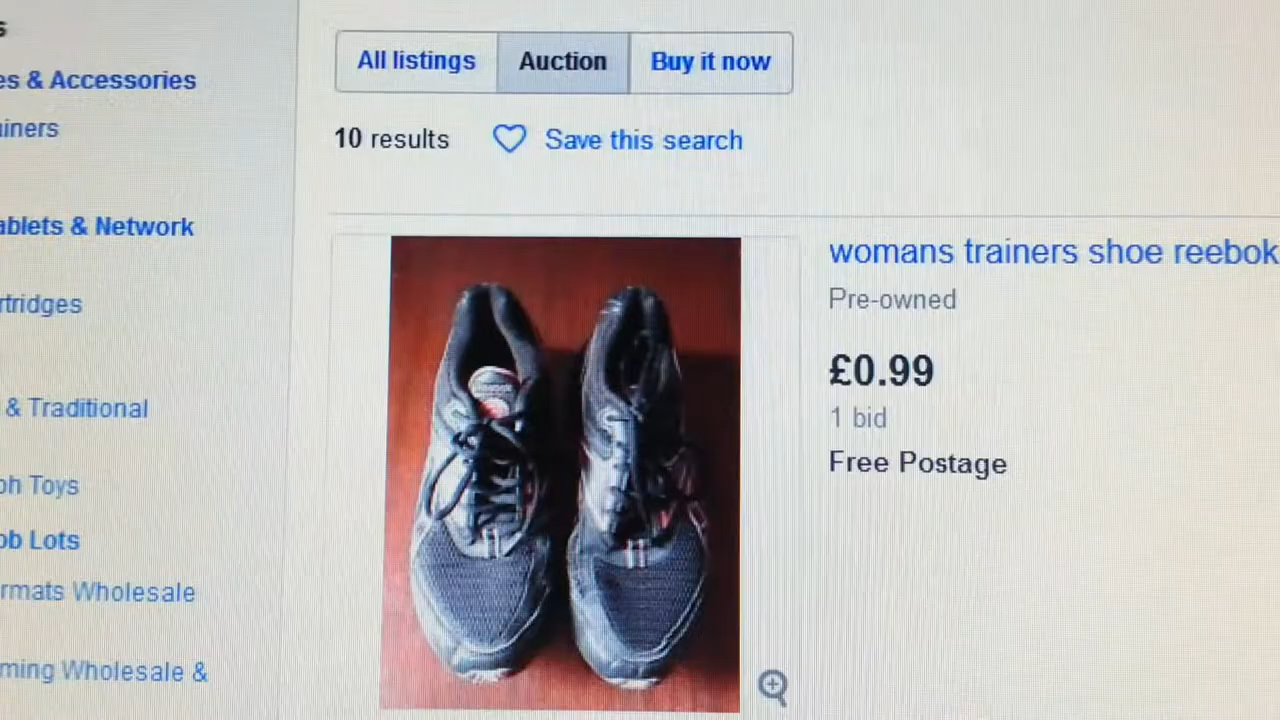 es & Accessories
ainers
ablets & Network
rtridges
& Traditional
oh Toys
ob Lots
rmats Wholesale
ming Wholesale &
All listings
Auction
Buy it now
10 results
Save this search
womans trainers shoe reebok
Pre-owned
£0.99
1 bid
Free Postage